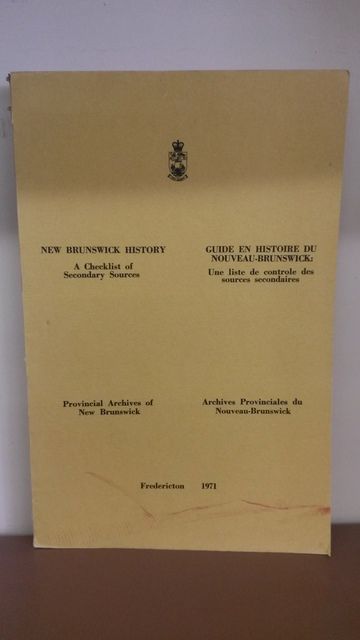 NEW BRUNSWICK HISTORY
A Checklist of
Secondary Sources
GUIDE EN HISTOIRE DU
NOUVEAU-BRUNSWICK:
Une liste de controle des
sources secondaires
Provincial Archives of
New Brunswick
Archives Provinciales du
Nouveau-Brunswick
Fredericton 1971